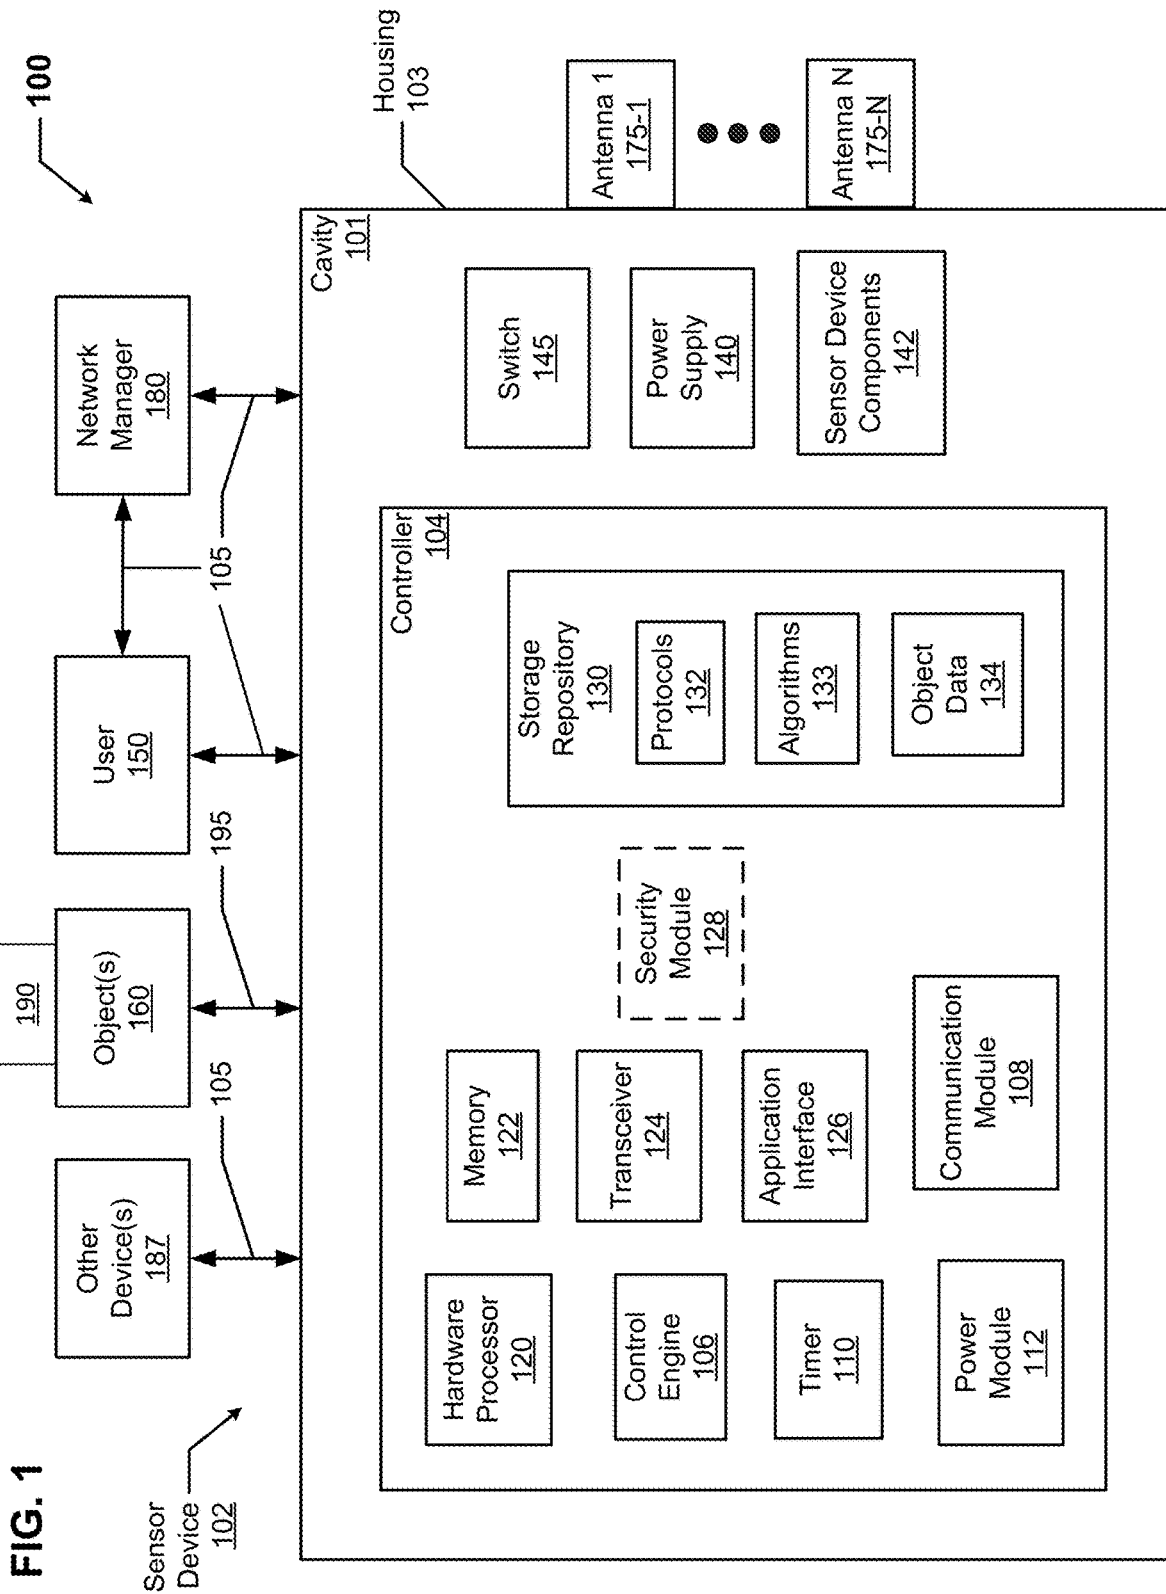 FIG. 1
100
Sensor
Device
102
Other
Device(s)
187
190
Object(s)
160
User
150
Network
Manager
180
105
195
105
Housing
103
Cavity
101
Controller
104
Hardware
Processor
120
Memory
122
Control
Engine
106
Transceiver
124
Timer
110
Application
Interface
126
Power
Module
112
Communication
Module
108
Security
Module
128
Storage
Repository
130
Protocols
132
Algorithms
133
Object
Data
134
Switch
145
Power
Supply
140
Sensor Device
Components
142
Antenna 1
175-1
Antenna N
175-N